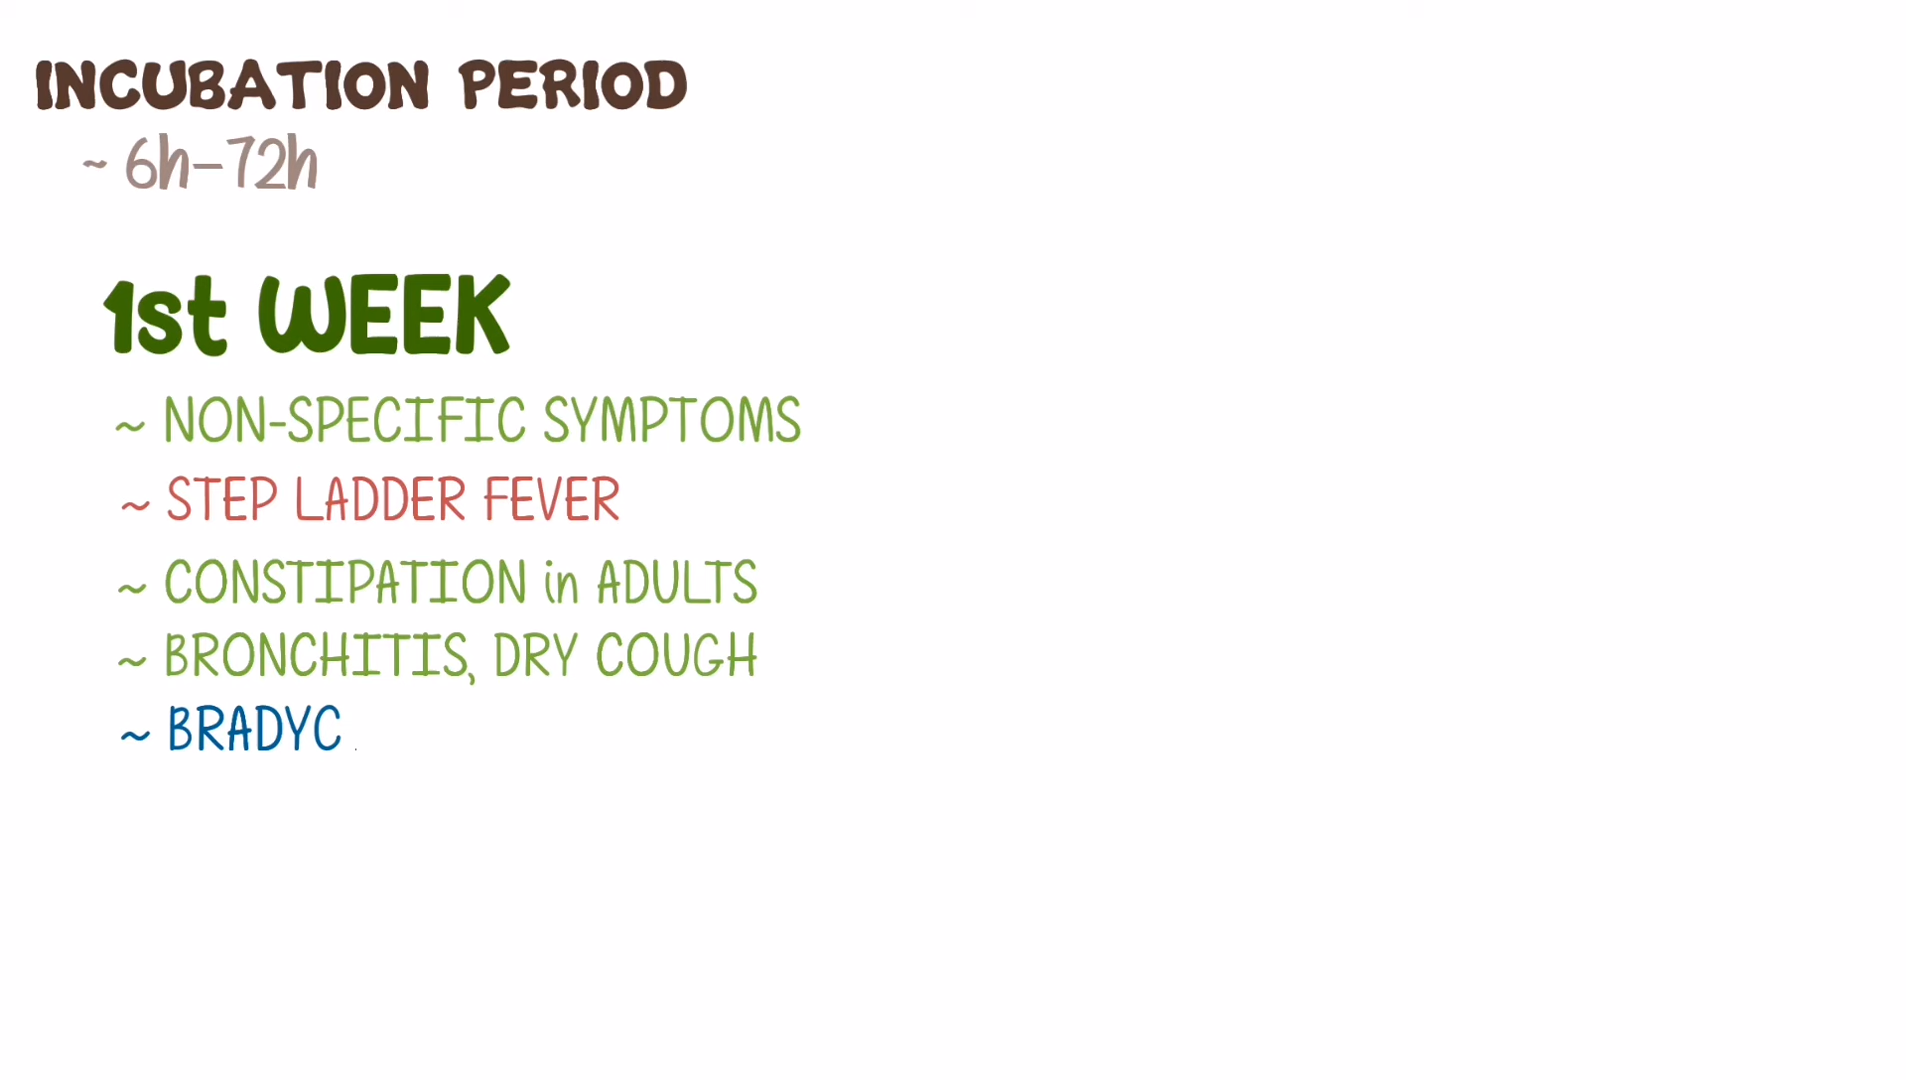 INCUBATION PERIOD
~ 6h-72h
1st WEEK
~ NON-SPECIFIC SYMPTOMS
~ STEP LADDER FEVER
~ CONSTIPATION in ADULTS
~ BRONCHITIS, DRY COUGH
~ BRADYC